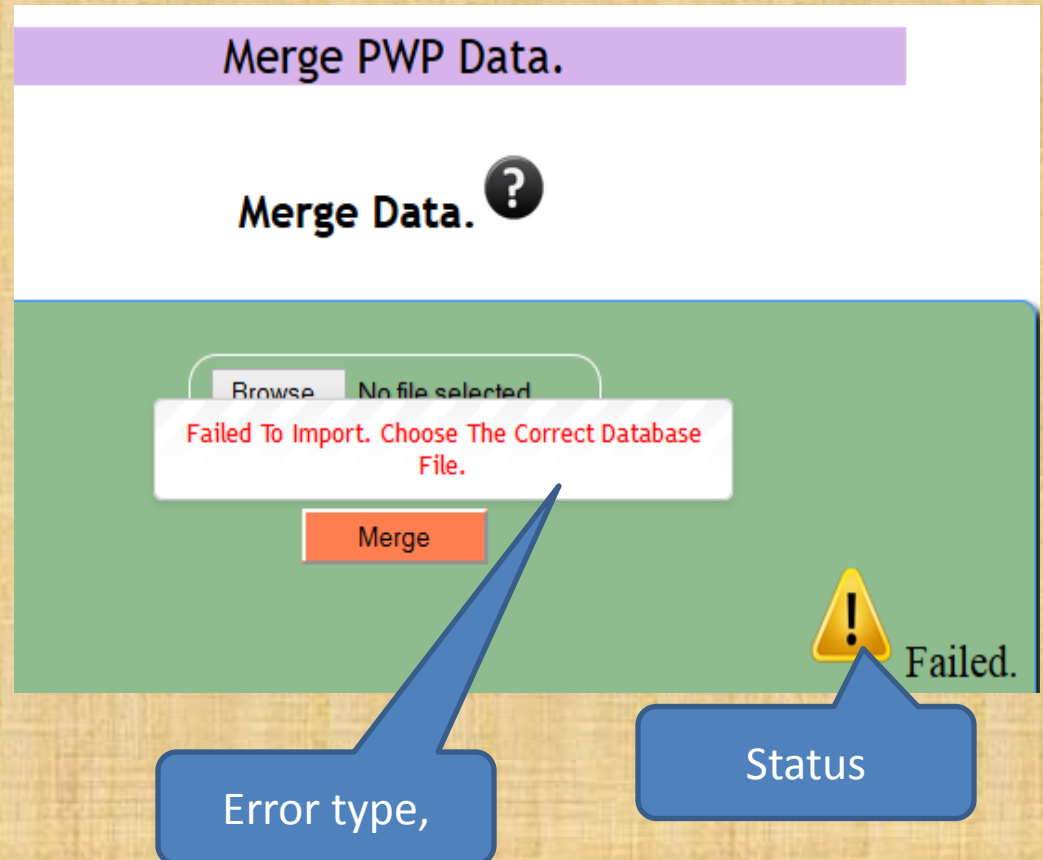 Merge PWP Data.
Merge Data. ?
Browse No file selected
Failed To Import. Choose The Correct Database
File.
Merge
Failed.
Status
Error type,